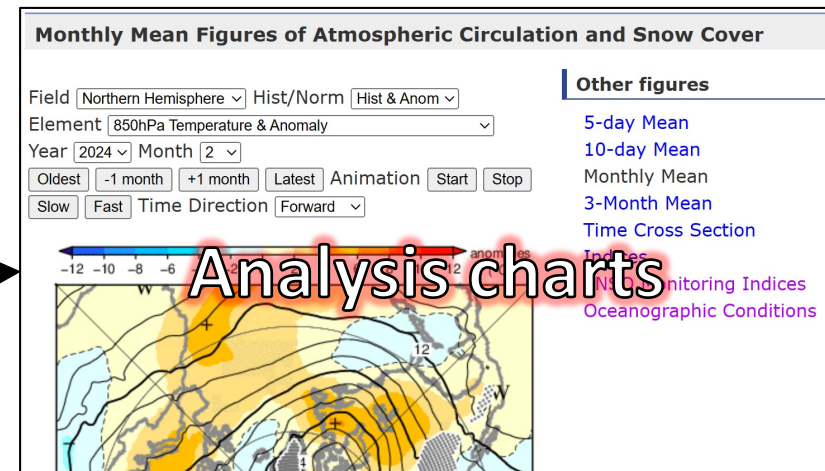 Monthly Mean Figures of Atmospheric Circulation and Snow Cover
Field Northern Hemisphere Hist/Norm Hist & Anom
Element 850hPa Temperature & Anomaly
Year 2024 Month 2
Oldest -1 month +1 month Latest Animation Start Stop
Slow Fast Time Direction Forward
Other figures
5-day Mean
10-day Mean
Monthly Mean
3-Month Mean
Time Cross Section
Indices
Monitoring Indices
Oceanographic Conditions
Analysis charts
-12 -10 -8 -6 12
W
12
W